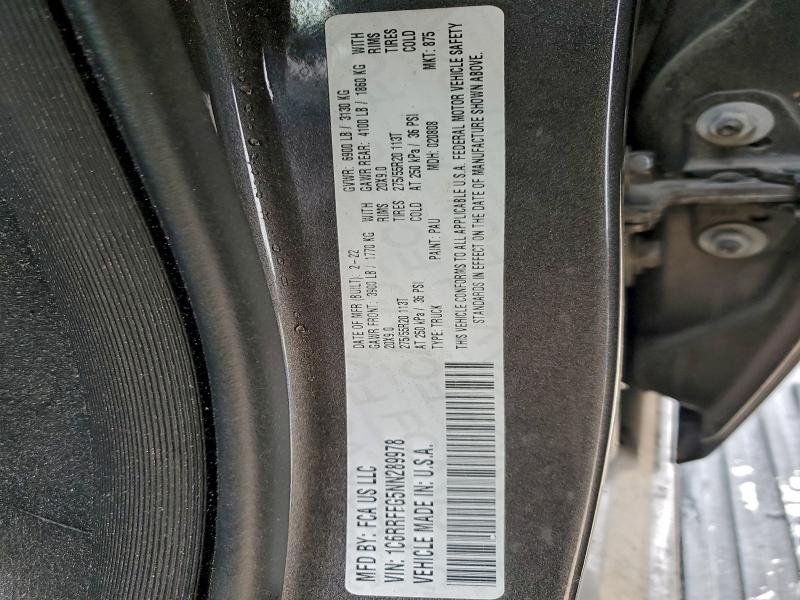 MFD BY: FCA US LLC
DATE OF MFR (BUILT): 2-22 GVWR: 6900 LB / 3130 KG
GAWR FRONT: 3900 LB / 1770 KG WITH GAWR REAR: 4100 LB / 1860 KG WITH
20X9.0 RIMS 20X9.0 RIMS
275/55R20 113T TIRES 275/55R20 113T TIRES
AT 250 kPa / 36 PSI COLD AT 250 kPa / 36 PSI COLD
VIN: 1C6RRFFG5NN289978
TYPE: TRUCK PAINT: PAU MDH: 020808 MKT: 875
VEHICLE MADE IN: U.S.A.
THIS VEHICLE CONFORMS TO ALL APPLICABLE U.S.A. FEDERAL MOTOR VEHICLE SAFETY
STANDARDS IN EFFECT ON THE DATE OF MANUFACTURE SHOWN ABOVE.